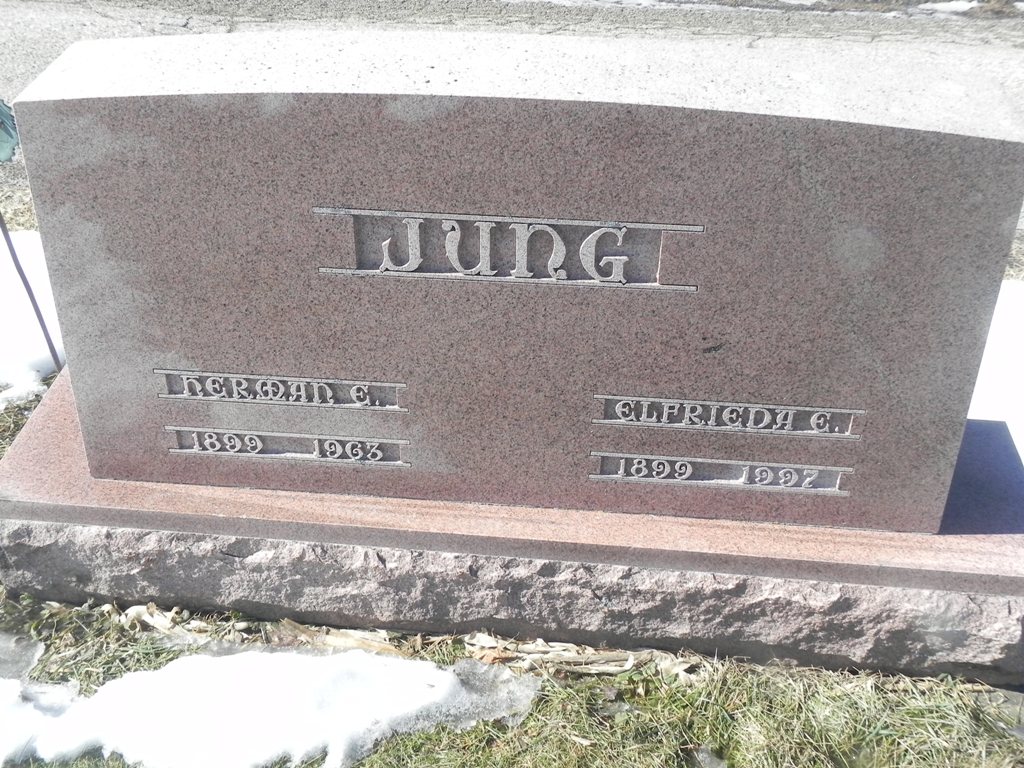 JUNG
HERMAN E.
1899 1963
ELFRIEDA E.
1899 1997